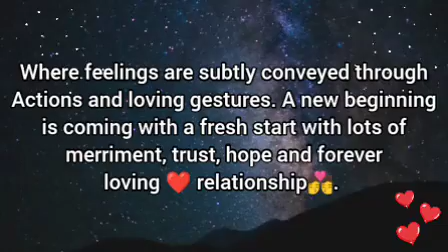 Where feelings are subtly conveyed through
Actions and loving gestures. A new beginning
is coming with a fresh start with lots of
merriment, trust, hope and forever
loving ❤️ relationship💏.